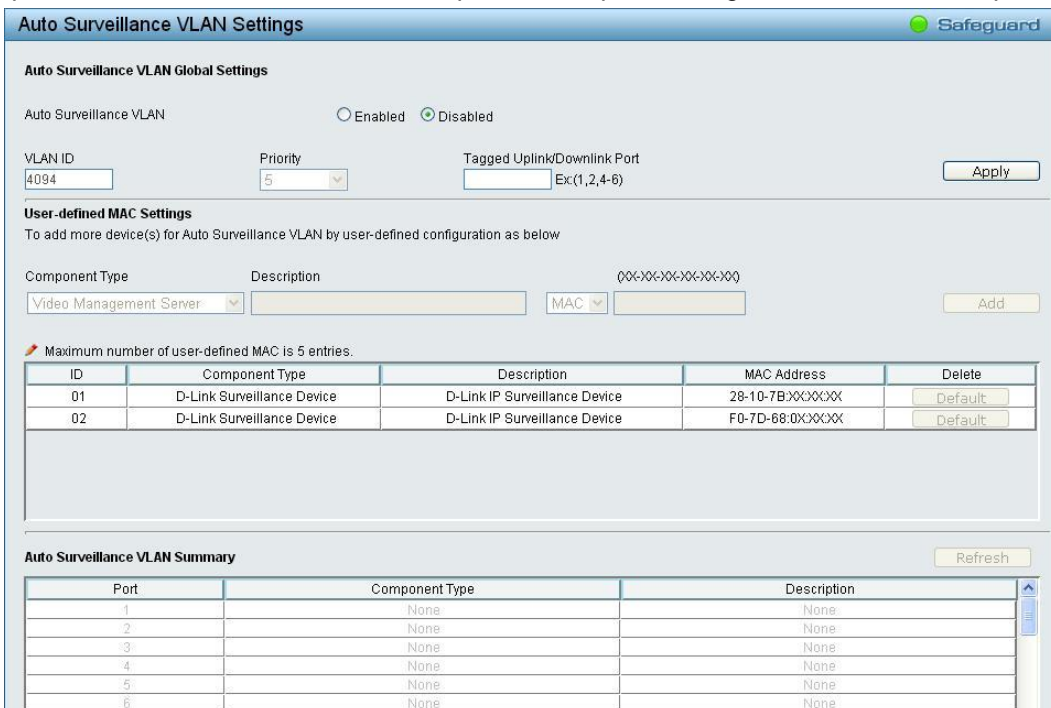 Auto Surveillance VLAN Settings Safeguard
Auto Surveillance VLAN Global Settings
Auto Surveillance VLAN Enabled Disabled
VLAN ID Priority Tagged Uplink/Downlink Port
4094 5 Ex:(1,2,4-6) Apply
User-defined MAC Settings
To add more device(s) for Auto Surveillance VLAN by user-defined configuration as below
Component Type Description (XX-XX-XX-XX-XX-XX)
Video Management Server MAC Add
Maximum number of user-defined MAC is 5 entries.
ID Component Type Description MAC Address Delete
01 D-Link Surveillance Device D-Link IP Surveillance Device 28-10-7B:XX:XX:XX Default
02 D-Link Surveillance Device D-Link IP Surveillance Device F0-7D-68:0X:XX:XX Default
Auto Surveillance VLAN Summary Refresh
Port Component Type Description
1 None None
2 None None
3 None None
4 None None
5 None None
6 None None